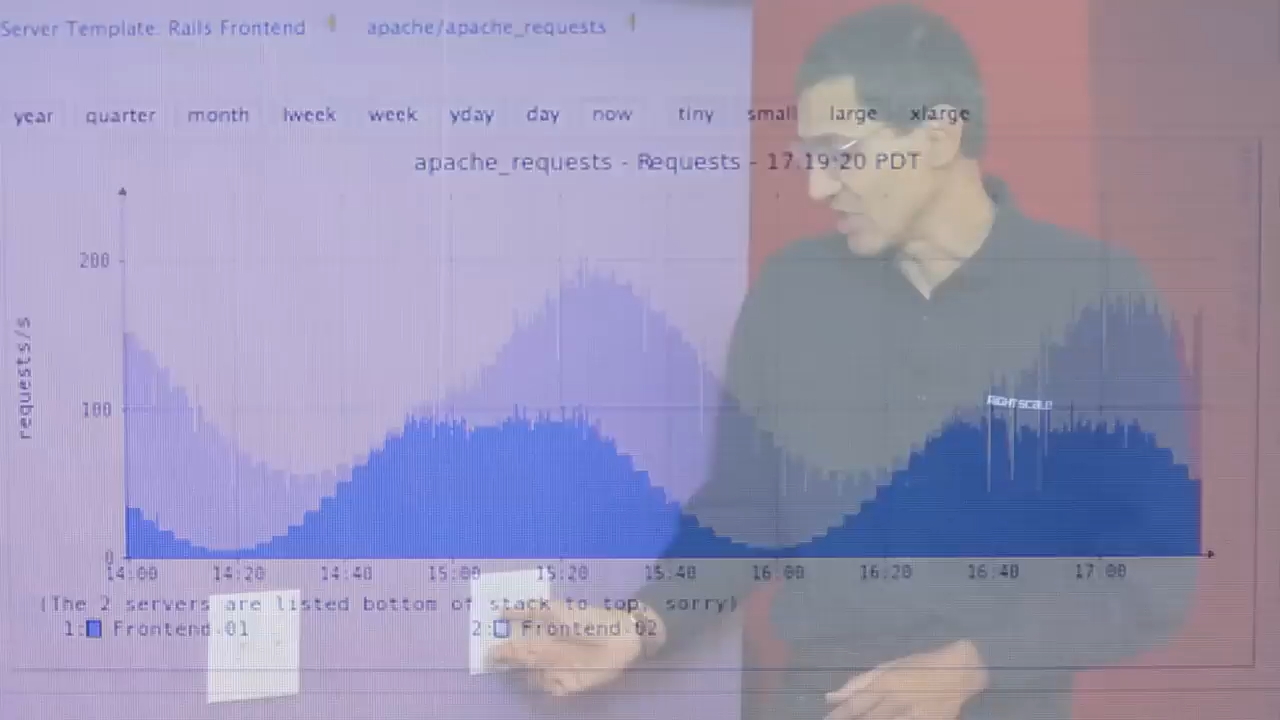 Server Template: Rails Frontend apache/apache_requests
year quarter month lweek week yday day now tiny small large xlarge
apache_requests - Requests - 17:19:20 PDT
requests/s
200
100
0
14:00 14:20 14:40 15:00 15:20 15:40 16:00 16:20 16:40 17:00
(The 2 servers are listed bottom of stack to top, sorry)
1: Frontend-01 2: Frontend-02
RIGHTSCALE